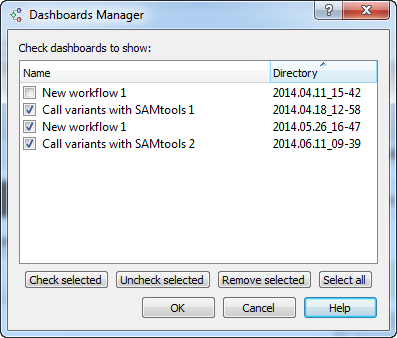 Dashboards Manager
Check dashboards to show:
Name Directory
New workflow 1 2014.04.11_15-42
Call variants with SAMtools 1 2014.04.18_12-58
New workflow 1 2014.05.26_16-47
Call variants with SAMtools 2 2014.06.11_09-39
Check selected Uncheck selected Remove selected Select all
OK Cancel Help